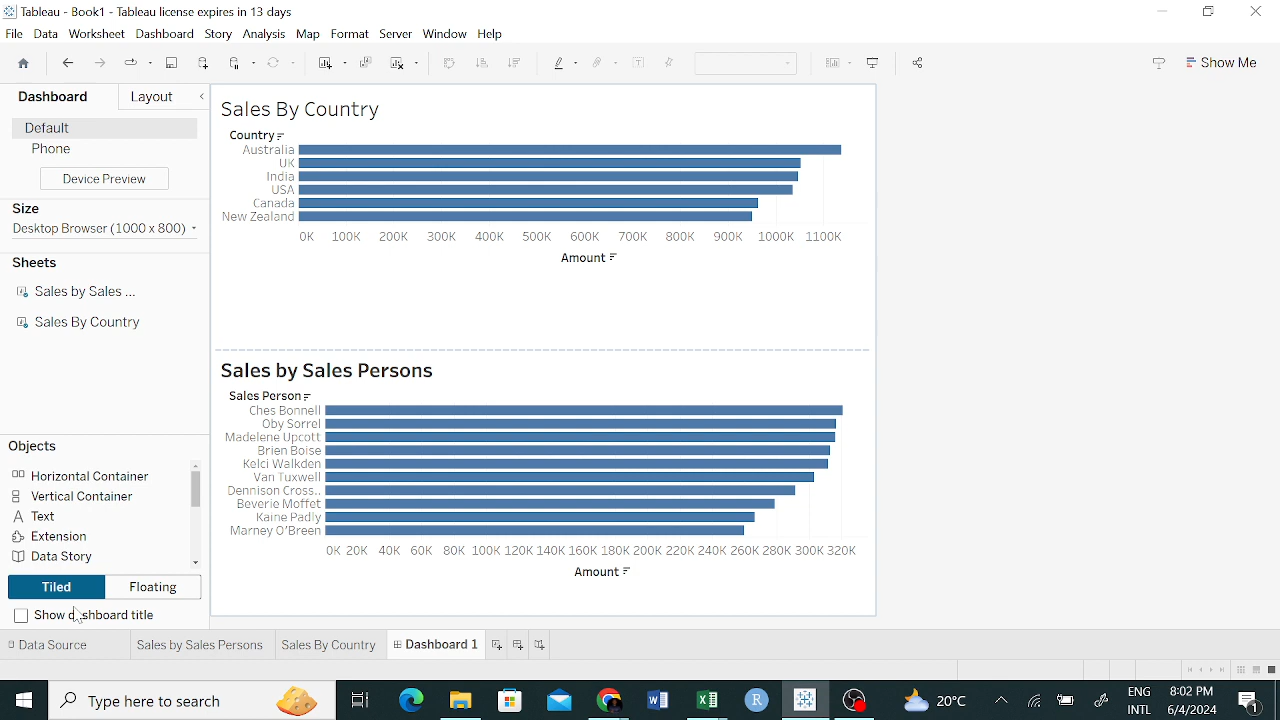 Tableau - Book1 - Tableau license expires in 13 days
File Data Worksheet Dashboard Story Analysis Map Format Server Window Help
Show Me
Dashboard Layout
Default
Phone
Device Preview
Size
Desktop Browser (1000 x 800)
Sheets
Sales by Sales ...
Sales By Country
Objects
Horizontal Container
Vertical Container
Text
Extension
Data Story
Tiled Floating
Show dashboard title
Sales By Country
Country
Australia
UK
India
USA
Canada
New Zealand
0K 100K 200K 300K 400K 500K 600K 700K 800K 900K 1000K 1100K
Amount
Sales by Sales Persons
Sales Person
Ches Bonnell
Oby Sorrel
Madelene Upcott
Brien Boise
Kelci Walkden
Van Tuxwell
Dennison Cross..
Beverie Moffet
Kaine Padly
Marney O'Breen
0K 20K 40K 60K 80K 100K 120K 140K 160K 180K 200K 220K 240K 260K 280K 300K 320K
Amount
Data Source Sales by Sales Persons Sales By Country Dashboard 1
Type here to search
20°C
ENG
INTL
8:02 PM
6/4/2024
1